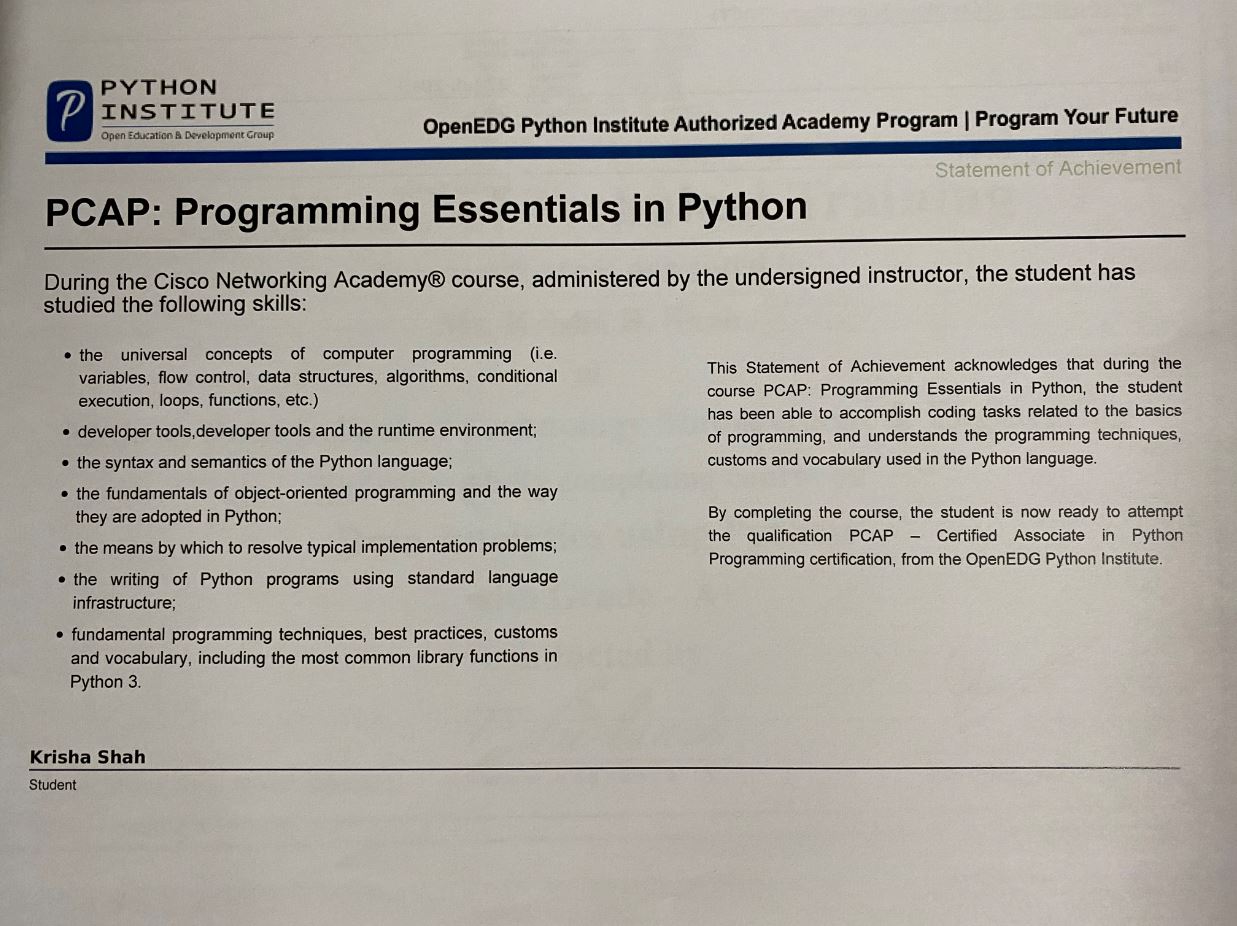 PYTHON
INSTITUTE
Open Education & Development Group
OpenEDG Python Institute Authorized Academy Program | Program Your Future
Statement of Achievement
PCAP: Programming Essentials in Python
During the Cisco Networking Academy® course, administered by the undersigned instructor, the student has
studied the following skills:
• the universal concepts of computer programming (i.e.
variables, flow control, data structures, algorithms, conditional
execution, loops, functions, etc.)
• developer tools,developer tools and the runtime environment;
• the syntax and semantics of the Python language;
• the fundamentals of object-oriented programming and the way
they are adopted in Python;
• the means by which to resolve typical implementation problems;
• the writing of Python programs using standard language
infrastructure;
• fundamental programming techniques, best practices, customs
and vocabulary, including the most common library functions in
Python 3.
This Statement of Achievement acknowledges that during the
course PCAP: Programming Essentials in Python, the student
has been able to accomplish coding tasks related to the basics
of programming, and understands the programming techniques,
customs and vocabulary used in the Python language.
By completing the course, the student is now ready to attempt
the qualification PCAP – Certified Associate in Python
Programming certification, from the OpenEDG Python Institute.
Krisha Shah
Student